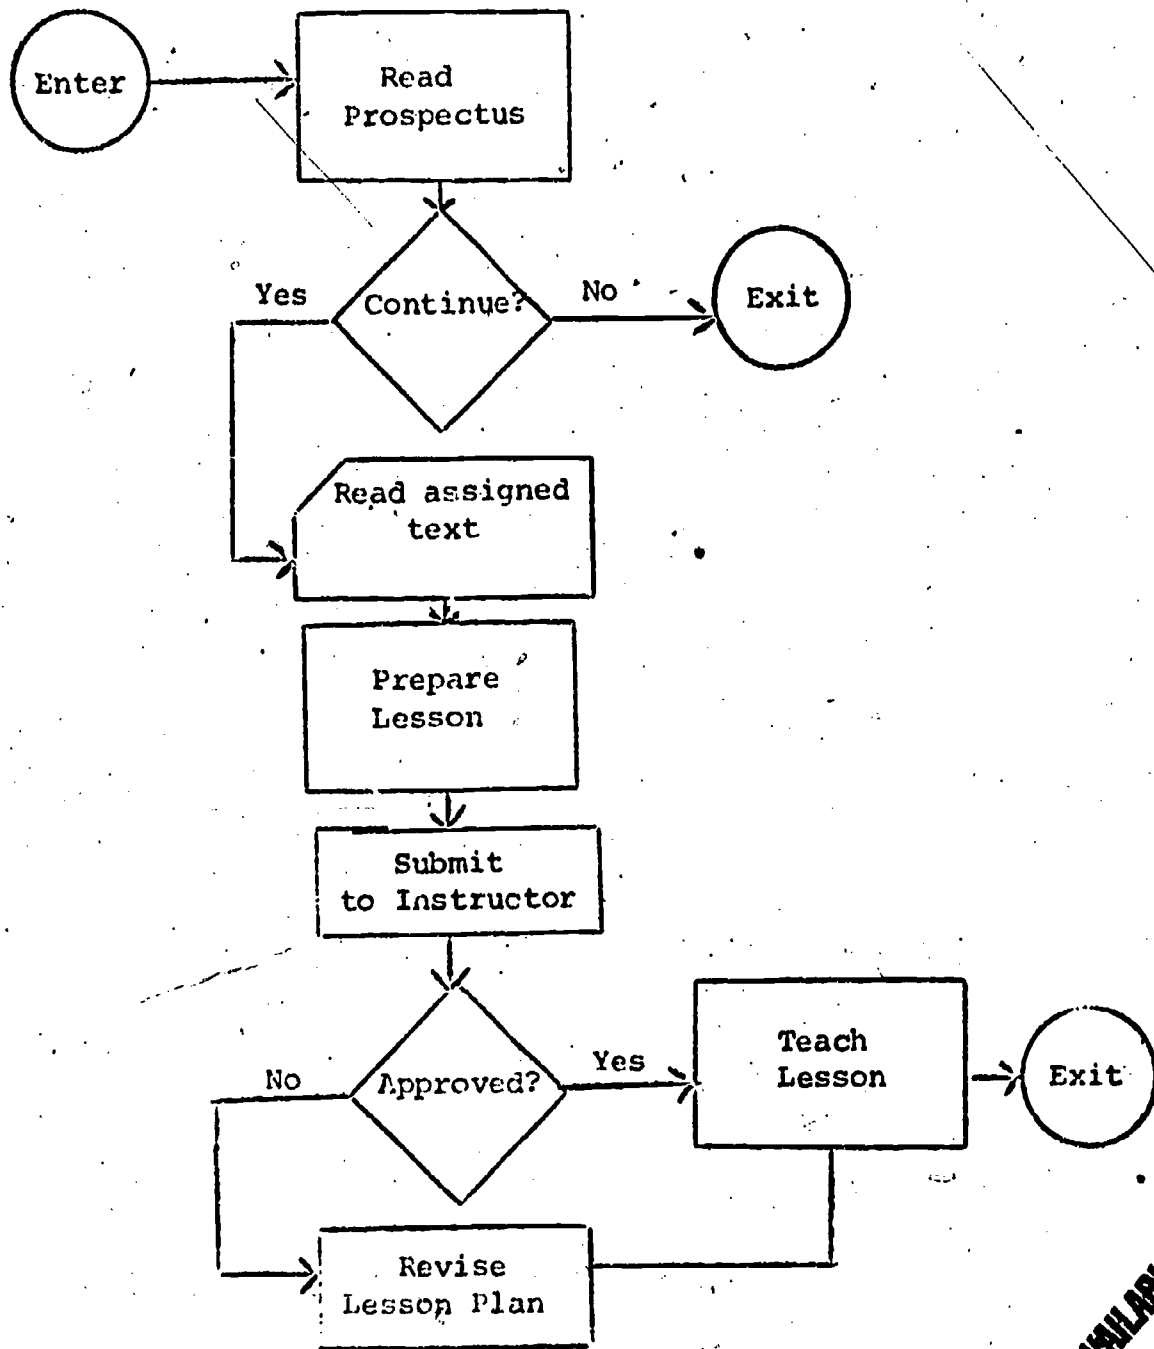 Enter
Read
Prospectus
Continue?
Yes
No
Exit
Read assigned
text
Prepare
Lesson
Submit
to Instructor
Approved?
No
Yes
Teach
Lesson
Exit
Revise
Lesson Plan